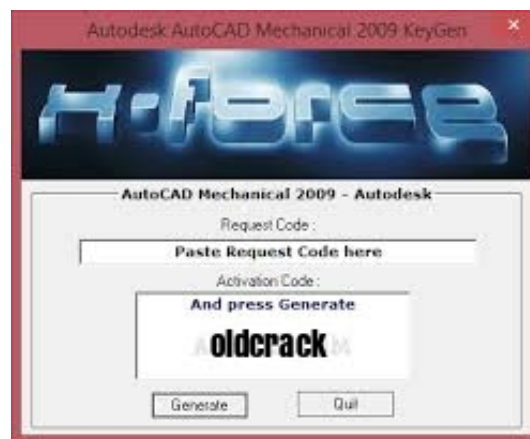 Autodesk AutoCAD Mechanical 2009 KeyGen
X-FORCE
AutoCAD Mechanical 2009 - Autodesk
Request Code :
Paste Request Code here
Activation Code :
And press Generate
oldcrack
Generate
Quit